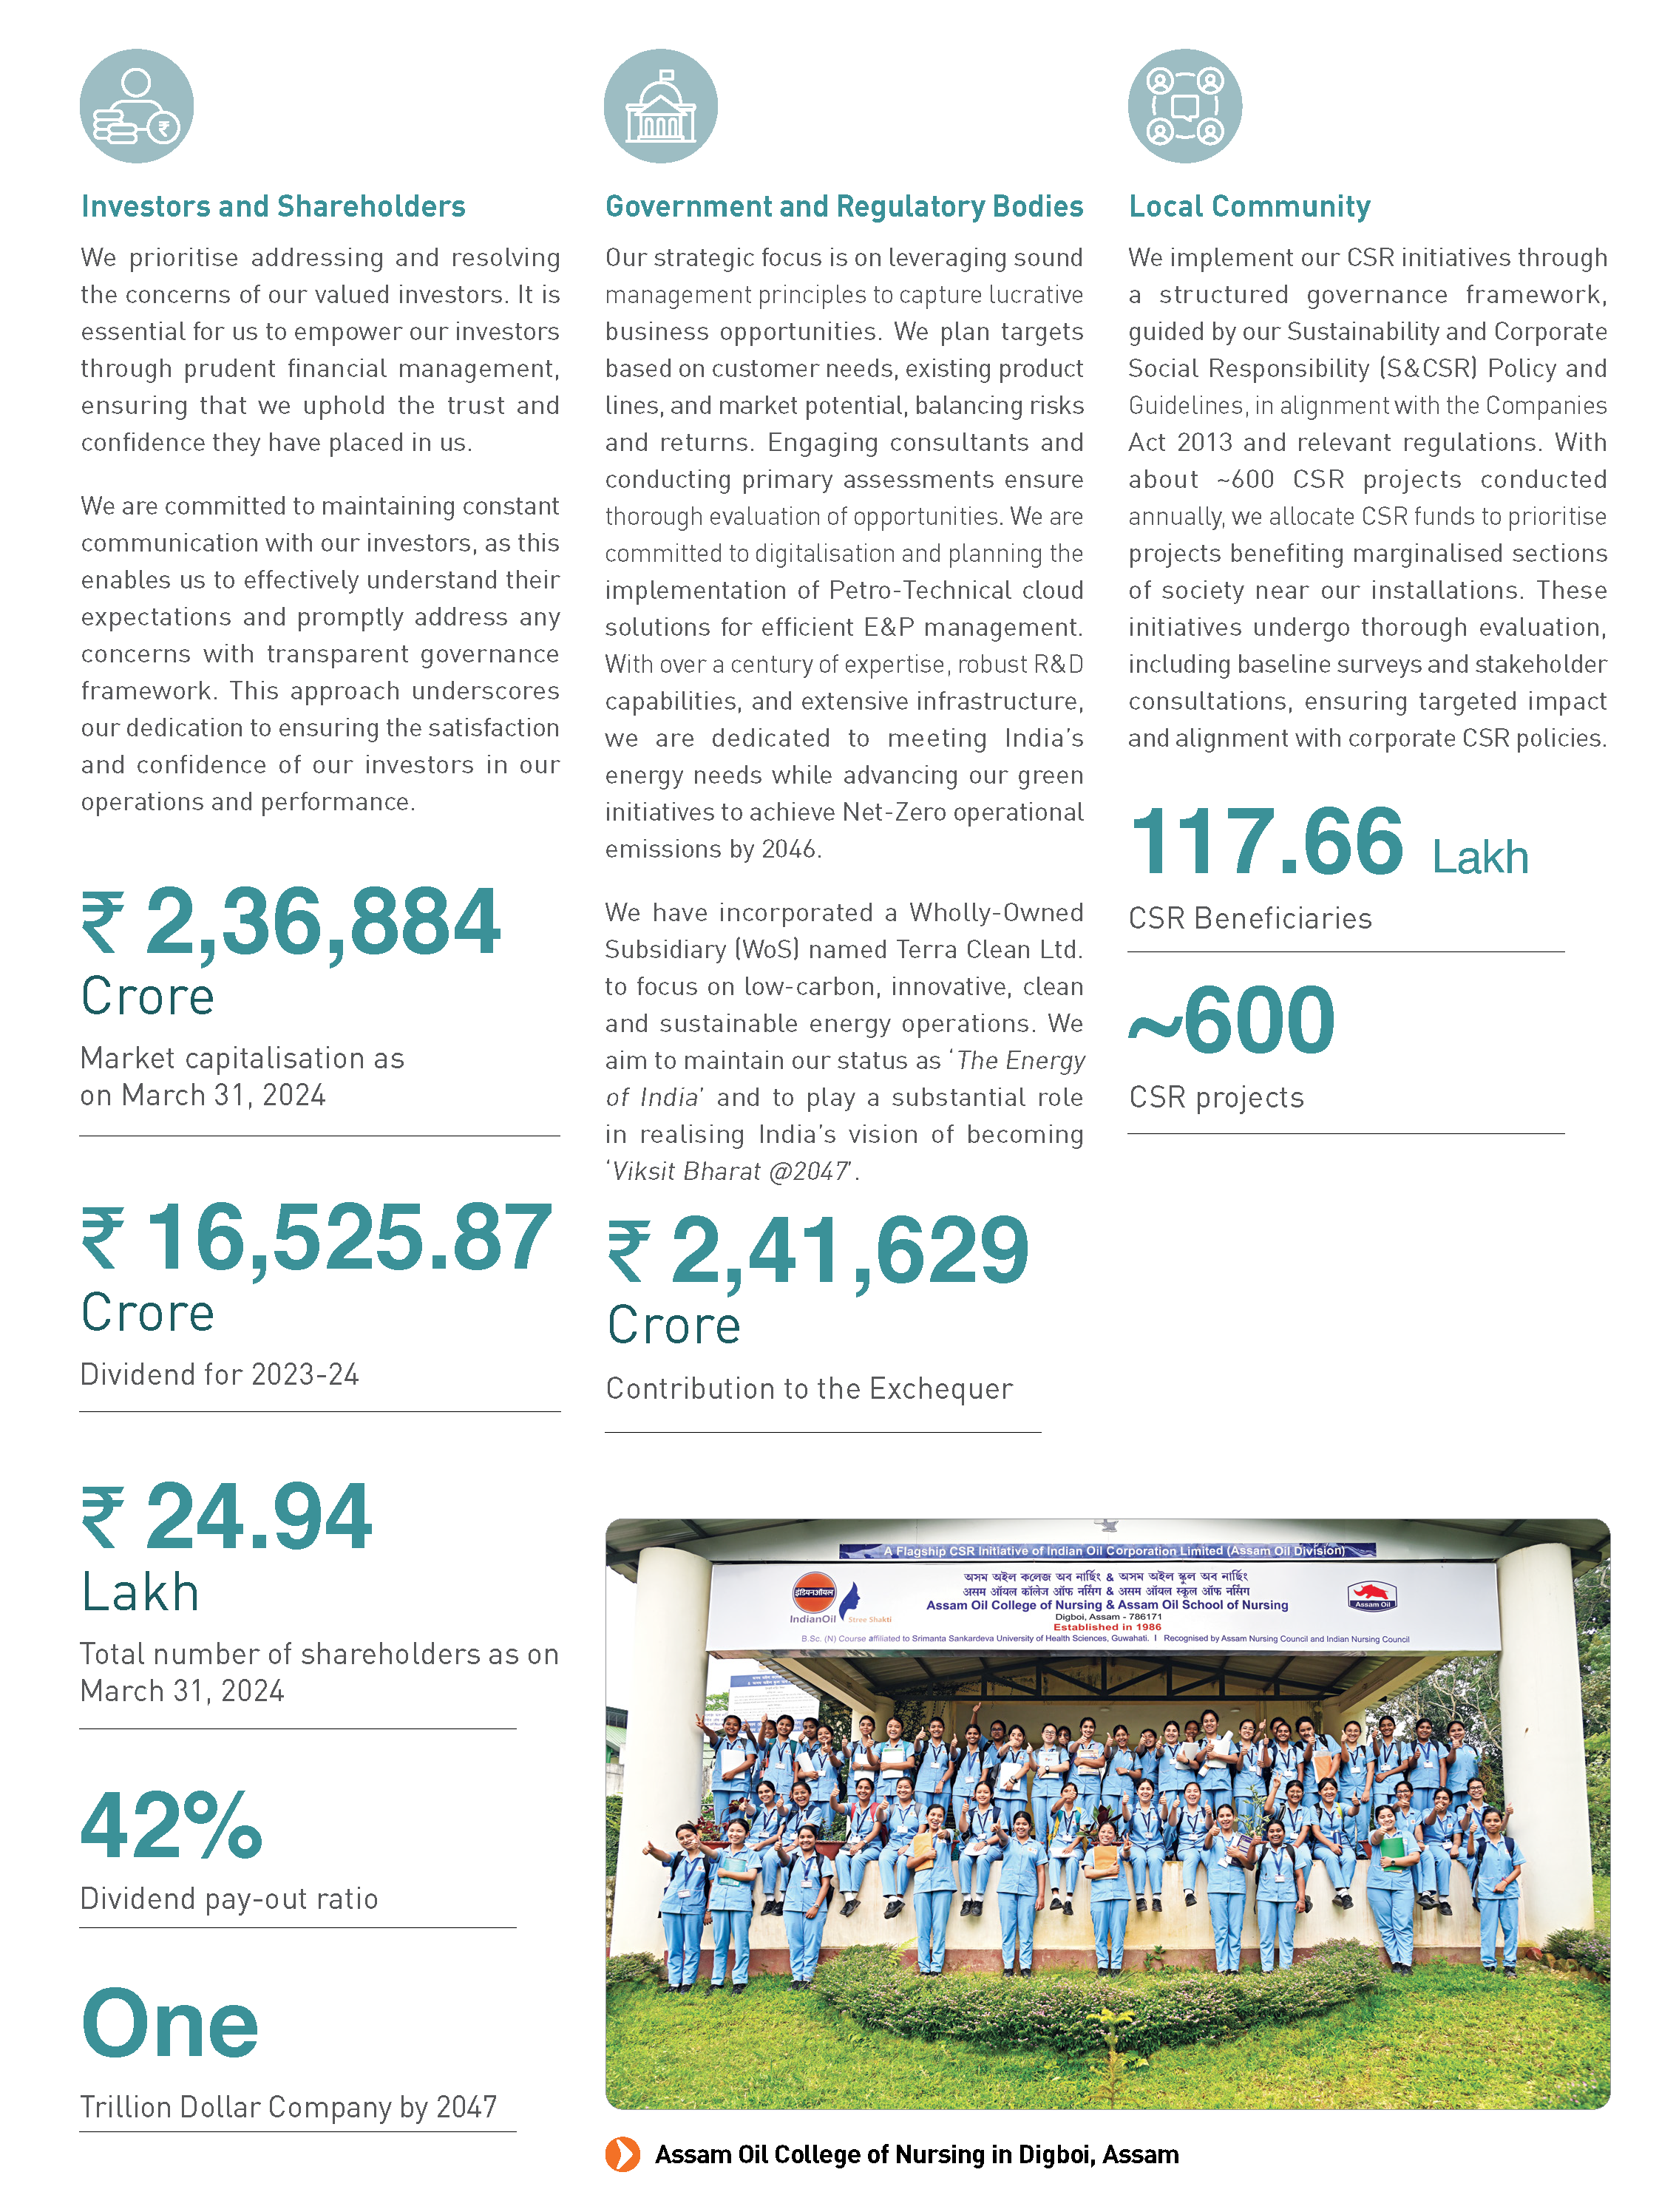 Investors and Shareholders
We prioritise addressing and resolving
the concerns of our valued investors. It is
essential for us to empower our investors
through prudent financial management,
ensuring that we uphold the trust and
confidence they have placed in us.
We are committed to maintaining constant
communication with our investors, as this
enables us to effectively understand their
expectations and promptly address any
concerns with transparent governance
framework. This approach underscores
our dedication to ensuring the satisfaction
and confidence of our investors in our
operations and performance.
₹ 2,36,884
Crore
Market capitalisation as
on March 31, 2024
₹ 16,525.87
Crore
Dividend for 2023-24
₹ 24.94
Lakh
Total number of shareholders as on
March 31, 2024
42%
Dividend pay-out ratio
One
Trillion Dollar Company by 2047
Government and Regulatory Bodies
Our strategic focus is on leveraging sound
management principles to capture lucrative
business opportunities. We plan targets
based on customer needs, existing product
lines, and market potential, balancing risks
and returns. Engaging consultants and
conducting primary assessments ensure
thorough evaluation of opportunities. We are
committed to digitalisation and planning the
implementation of Petro-Technical cloud
solutions for efficient E&P management.
With over a century of expertise, robust R&D
capabilities, and extensive infrastructure,
we are dedicated to meeting India's
energy needs while advancing our green
initiatives to achieve Net-Zero operational
emissions by 2046.
We have incorporated a Wholly-Owned
Subsidiary (WoS) named Terra Clean Ltd.
to focus on low-carbon, innovative, clean
and sustainable energy operations. We
aim to maintain our status as 'The Energy
of India' and to play a substantial role
in realising India's vision of becoming
'Viksit Bharat @2047'.
₹ 2,41,629
Crore
Contribution to the Exchequer
Local Community
We implement our CSR initiatives through
a structured governance framework,
guided by our Sustainability and Corporate
Social Responsibility (S&CSR) Policy and
Guidelines, in alignment with the Companies
Act 2013 and relevant regulations. With
about ~600 CSR projects conducted
annually, we allocate CSR funds to prioritise
projects benefiting marginalised sections
of society near our installations. These
initiatives undergo thorough evaluation,
including baseline surveys and stakeholder
consultations, ensuring targeted impact
and alignment with corporate CSR policies.
117.66 Lakh
CSR Beneficiaries
~600
CSR projects
A Flagship CSR Initiative of Indian Oil Corporation Limited (Assam Oil Division)
অসম অইল কলেজ অব নাৰ্ছিং & অসম অইল স্কুল অব নাৰ্ছিং
असम ऑयल कॉलेज ऑफ नर्सिंग & असम ऑयल स्कूल ऑफ नर्सिंग
Assam Oil College of Nursing & Assam Oil School of Nursing
Digboi, Assam - 786171
Established in 1986
B.Sc. (N) Course affiliated to Srimanta Sankardeva University of Health Sciences, Guwahati. I Recognised by Assam Nursing Council and Indian Nursing Council
इंडियनऑयल
IndianOil
Stree Shakti
Assam Oil
Assam Oil College of Nursing in Digboi, Assam